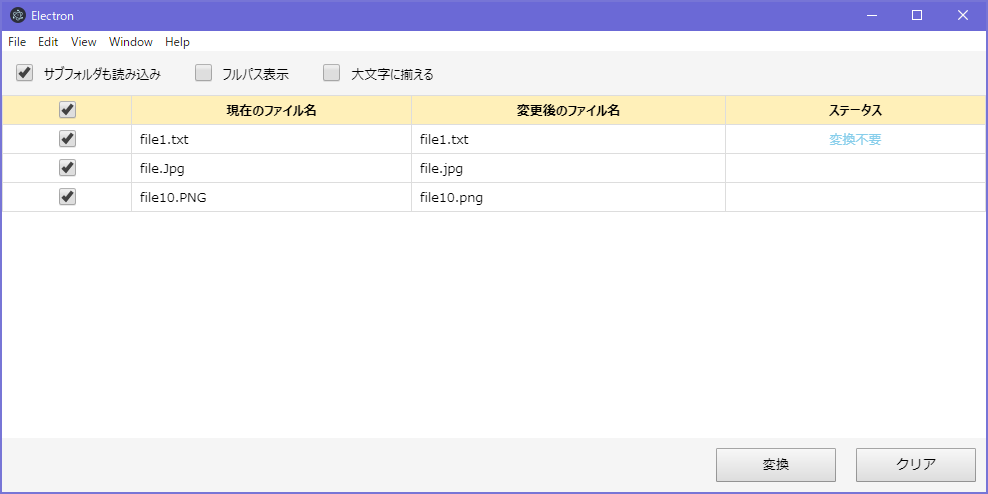 Electron
File Edit View Window Help
サブフォルダも読み込み フルパス表示 大文字に揃える
現在のファイル名 変更後のファイル名 ステータス
file1.txt file1.txt 変換不要
file.Jpg file.jpg
file10.PNG file10.png
変換 クリア